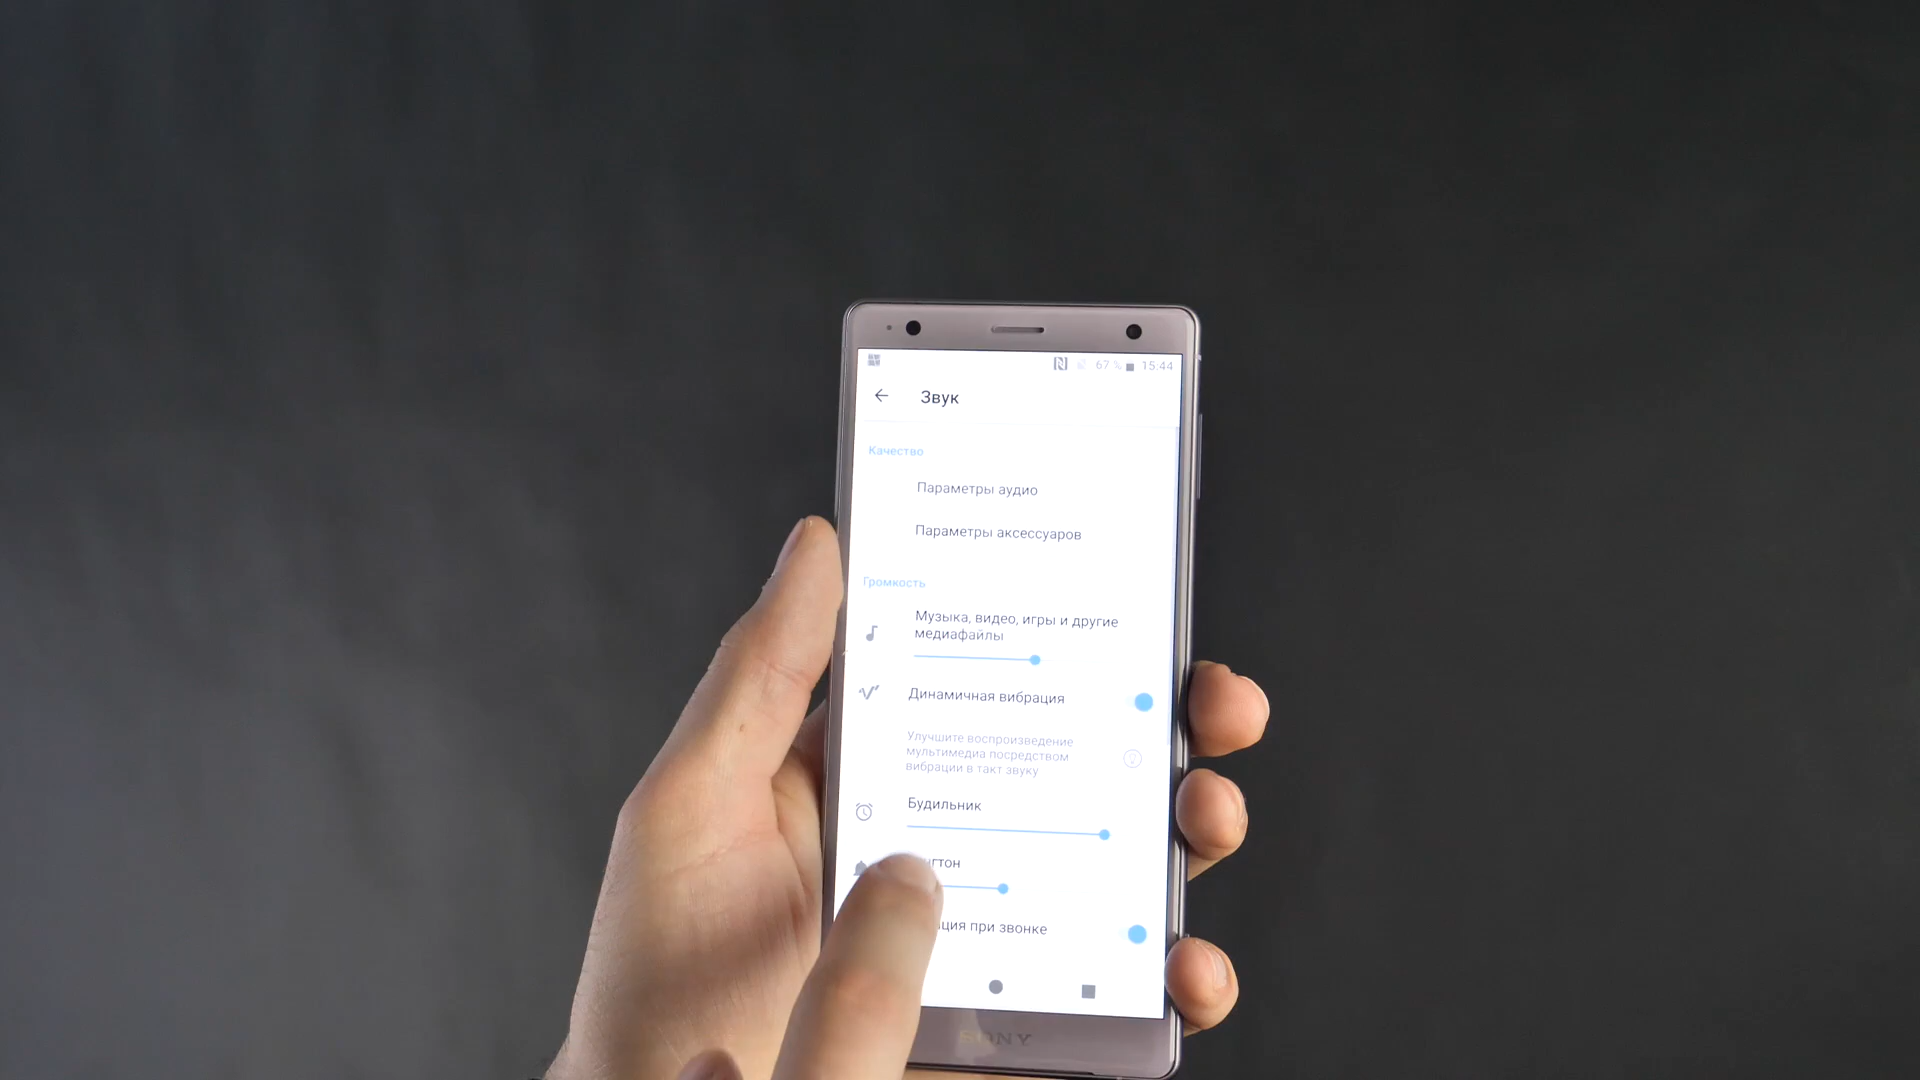 67 % 15:44
Звук
Качество
Параметры аудио
Параметры аксессуаров
Громкость
Музыка, видео, игры и другие
медиафайлы
Динамичная вибрация
Улучшите воспроизведение
мультимедиа посредством
вибрации в такт звуку
Будильник
нгтон
ция при звонке
SONY